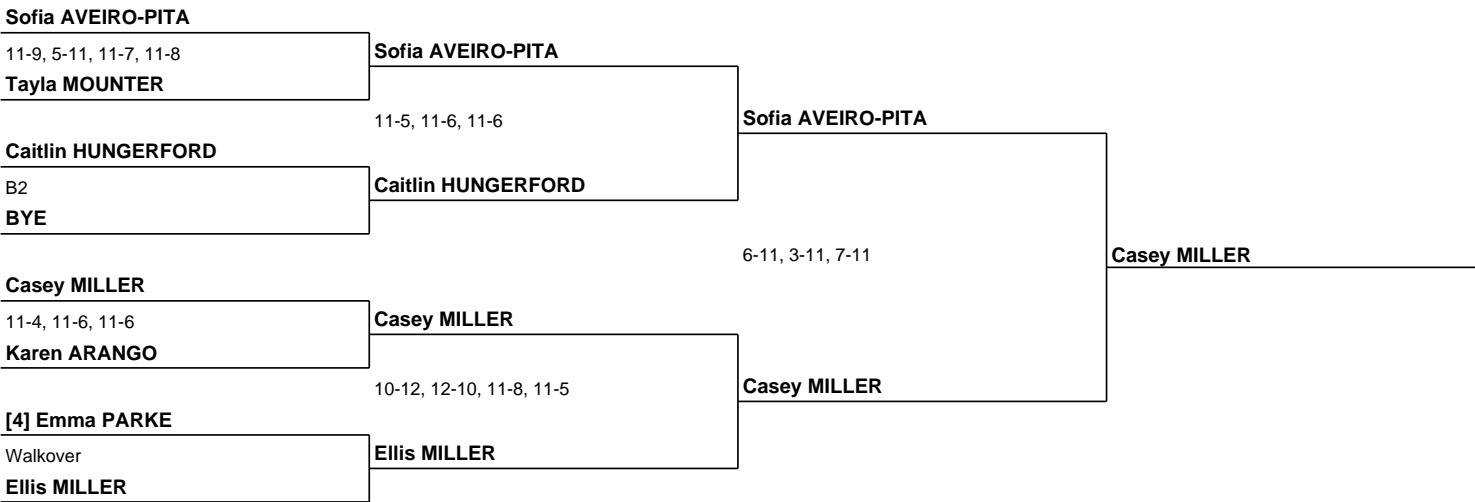 Sofia AVEIRO-PITA
11-9, 5-11, 11-7, 11-8
Tayla MOUNTER
Caitlin HUNGERFORD
B2
BYE
Casey MILLER
11-4, 11-6, 11-6
Karen ARANGO
[4] Emma PARKE
Walkover
Ellis MILLER
Sofia AVEIRO-PITA
11-5, 11-6, 11-6
Caitlin HUNGERFORD
Casey MILLER
10-12, 12-10, 11-8, 11-5
Ellis MILLER
Sofia AVEIRO-PITA
6-11, 3-11, 7-11
Casey MILLER
Casey MILLER